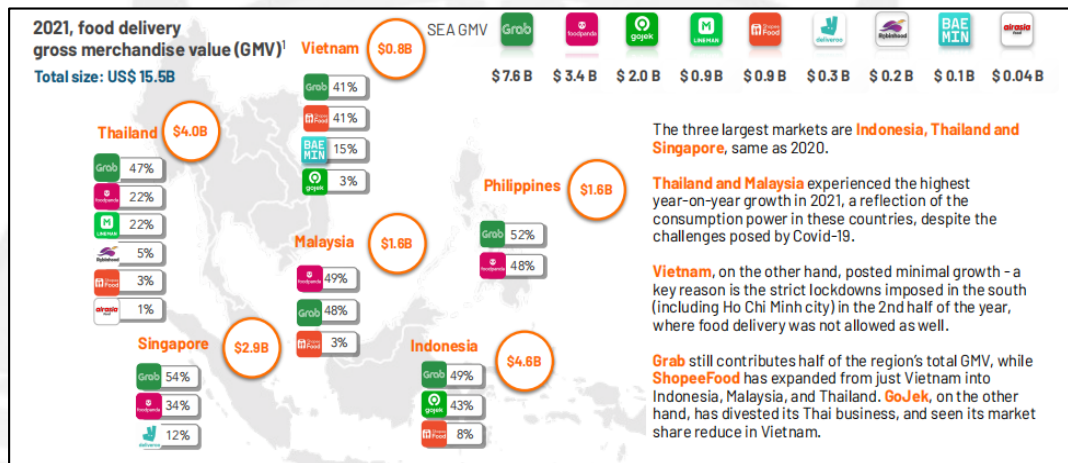 2021, food delivery
gross merchandise value (GMV)¹
Total size: US$ 15.5B
SEA GMV
Grab
foodpanda
gojek
LINEMAN
Shopee Food
deliveroo
Robinhood
BAE MIN
airasia food
$ 7.6 B
$ 3.4 B
$ 2.0 B
$ 0.9 B
$ 0.9 B
$ 0.3 B
$ 0.2 B
$ 0.1 B
$ 0.04 B
Vietnam
$0.8B
Grab 41%
Shopee Food 41%
BAE MIN 15%
gojek 3%
Thailand
$4.0B
Grab 47%
foodpanda 22%
LINEMAN 22%
Robinhood 5%
Shopee Food 3%
airasia food 1%
Philippines
$1.6B
Grab 52%
foodpanda 48%
Malaysia
$1.6B
foodpanda 49%
Grab 48%
Shopee Food 3%
Singapore
$2.9B
Grab 54%
foodpanda 34%
deliveroo 12%
Indonesia
$4.6B
Grab 49%
gojek 43%
Shopee Food 8%
The three largest markets are Indonesia, Thailand and
Singapore, same as 2020.
Thailand and Malaysia experienced the highest
year-on-year growth in 2021, a reflection of the
consumption power in these countries, despite the
challenges posed by Covid-19.
Vietnam, on the other hand, posted minimal growth - a
key reason is the strict lockdowns imposed in the south
(including Ho Chi Minh city) in the 2nd half of the year,
where food delivery was not allowed as well.
Grab still contributes half of the region's total GMV, while
ShopeeFood has expanded from just Vietnam into
Indonesia, Malaysia, and Thailand. GoJek, on the other
hand, has divested its Thai business, and seen its market
share reduce in Vietnam.